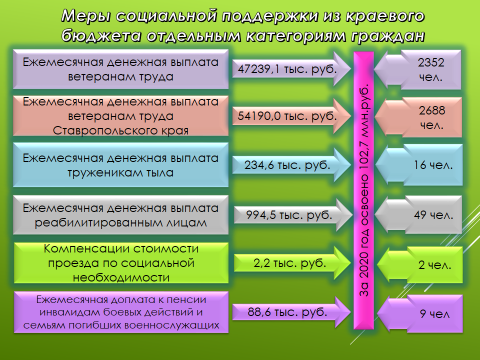 Меры социальной поддержки из краевого
бюджета отдельным категориям граждан
Ежемесячная денежная выплата
ветеранам труда
47239,1 тыс. руб.
2352
чел.
Ежемесячная денежная выплата
ветеранам труда
Ставропольского края
54190,0 тыс. руб.
2688
чел.
Ежемесячная денежная выплата
труженикам тыла
234,6 тыс. руб.
16 чел.
Ежемесячная денежная выплата
реабилитированным лицам
994,5 тыс. руб.
49 чел.
Компенсации стоимости
проезда по социальной
необходимости
2,2 тыс. руб.
2 чел.
Ежемесячная доплата к пенсии
инвалидам боевых действий и
семьям погибших военнослужащих
88,6 тыс. руб.
9 чел
За 2020 год освоено 102,7 млн.руб.